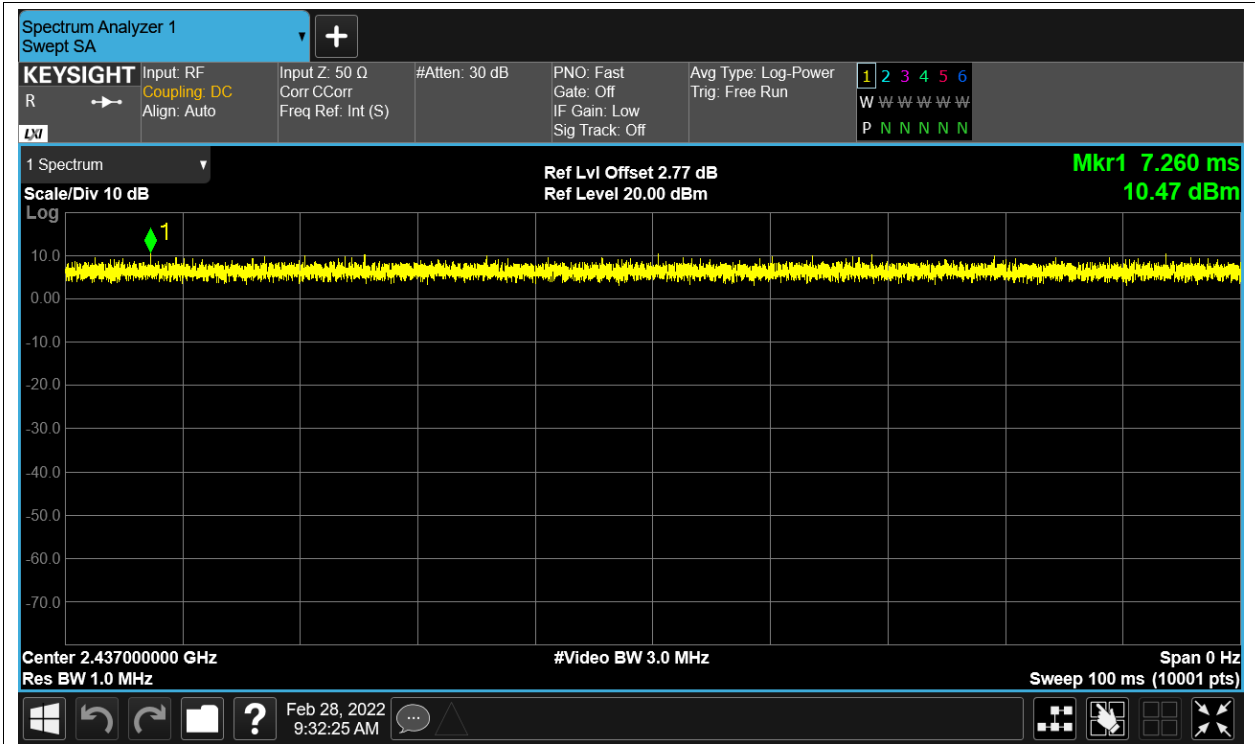 Spectrum Analyzer 1
Swept SA
KEYSIGHT
R
LXI
Input: RF
Coupling: DC
Align: Auto
Input Z: 50 Ω
Corr CCorr
Freq Ref: Int (S)
#Atten: 30 dB
PNO: Fast
Gate: Off
IF Gain: Low
Sig Track: Off
Avg Type: Log-Power
Trig: Free Run
1 2 3 4 5 6
W W W W W W
P N N N N N
1 Spectrum
Scale/Div 10 dB
Log
Ref Lvl Offset 2.77 dB
Ref Level 20.00 dBm
Mkr1 7.260 ms
10.47 dBm
1
10.0
0.00
-10.0
-20.0
-30.0
-40.0
-50.0
-60.0
-70.0
Center 2.437000000 GHz
#Video BW 3.0 MHz
Span 0 Hz
Res BW 1.0 MHz
Sweep 100 ms (10001 pts)
?
Feb 28, 2022
9:32:25 AM